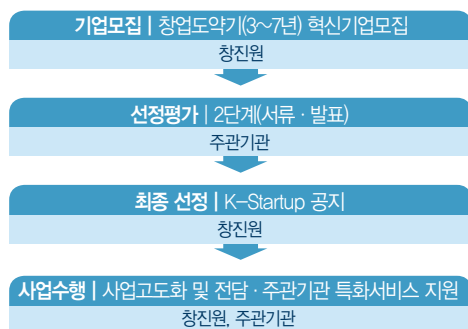 기업모집 | 창업도약기(3~7년) 혁신기업모집
창진원
선정평가 | 2단계(서류 · 발표)
주관기관
최종 선정 | K-Startup 공지
창진원
사업수행 | 사업고도화 및 전담 · 주관기관 특화서비스 지원
창진원, 주관기관